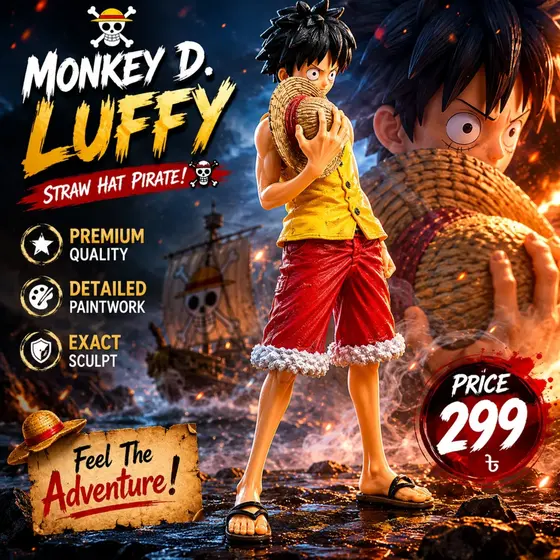 MONKEY D.
LUFFY
STRAW HAT PIRATE!
PREMIUM
QUALITY
DETAILED
PAINTWORK
EXACT
SCULPT
Feel The
Adventure!
PRICE
299
৳